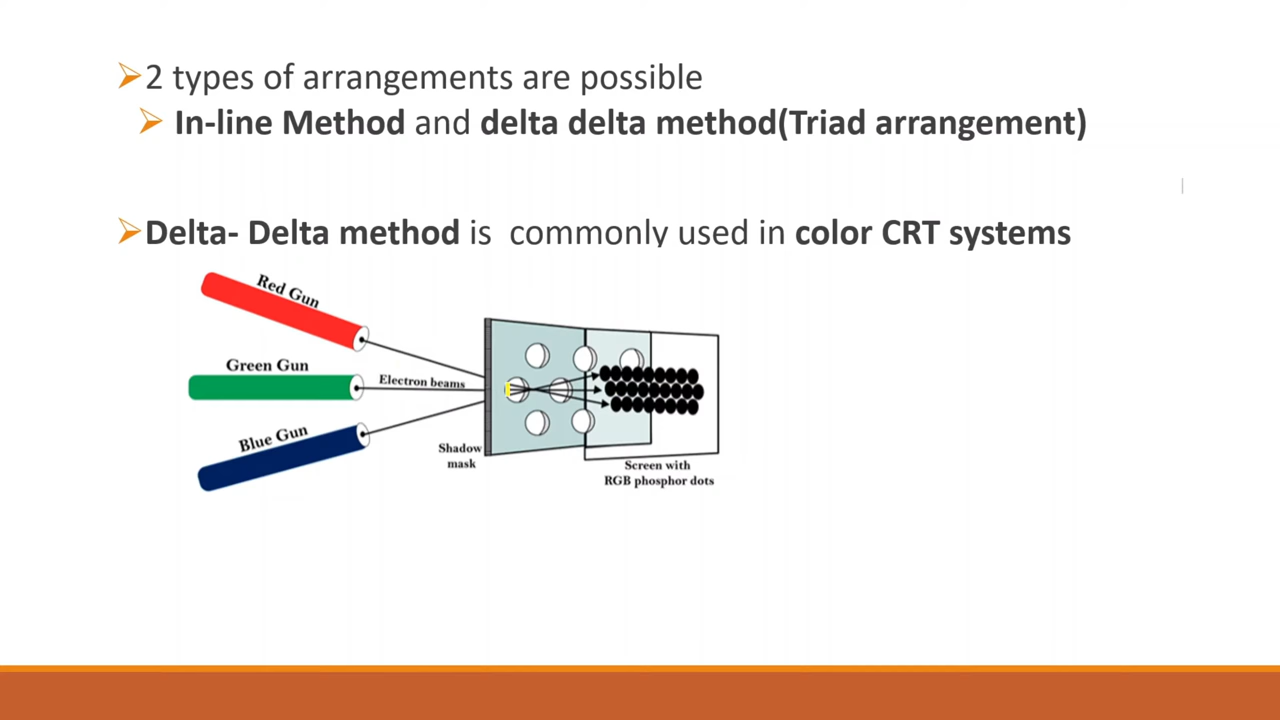 2 types of arrangements are possible
In-line Method and delta delta method(Triad arrangement)
Delta- Delta method is  commonly used in color CRT systems
Red Gun
Green Gun
Electron beams
Blue Gun
Shadow
mask
Screen with
RGB phosphor dots